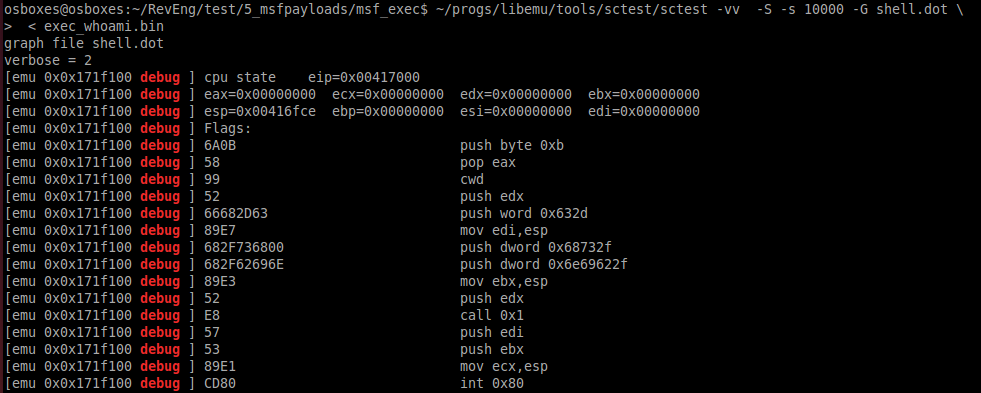 osboxes@osboxes:~/RevEng/test/5_msfpayloads/msf_exec$ ~/progs/libemu/tools/sctest/sctest -vv  -S -s 10000 -G shell.dot \
>  < exec_whoami.bin
graph file shell.dot
verbose = 2
[emu 0x0x171f100 debug ] cpu state    eip=0x00417000
[emu 0x0x171f100 debug ] eax=0x00000000  ecx=0x00000000  edx=0x00000000  ebx=0x00000000
[emu 0x0x171f100 debug ] esp=0x00416fce  ebp=0x00000000  esi=0x00000000  edi=0x00000000
[emu 0x0x171f100 debug ] Flags:
[emu 0x0x171f100 debug ] 6A0B                            push byte 0xb
[emu 0x0x171f100 debug ] 58                              pop eax
[emu 0x0x171f100 debug ] 99                              cwd
[emu 0x0x171f100 debug ] 52                              push edx
[emu 0x0x171f100 debug ] 66682D63                        push word 0x632d
[emu 0x0x171f100 debug ] 89E7                            mov edi,esp
[emu 0x0x171f100 debug ] 682F736800                      push dword 0x68732f
[emu 0x0x171f100 debug ] 682F62696E                      push dword 0x6e69622f
[emu 0x0x171f100 debug ] 89E3                            mov ebx,esp
[emu 0x0x171f100 debug ] 52                              push edx
[emu 0x0x171f100 debug ] E8                              call 0x1
[emu 0x0x171f100 debug ] 57                              push edi
[emu 0x0x171f100 debug ] 53                              push ebx
[emu 0x0x171f100 debug ] 89E1                            mov ecx,esp
[emu 0x0x171f100 debug ] CD80                            int 0x80